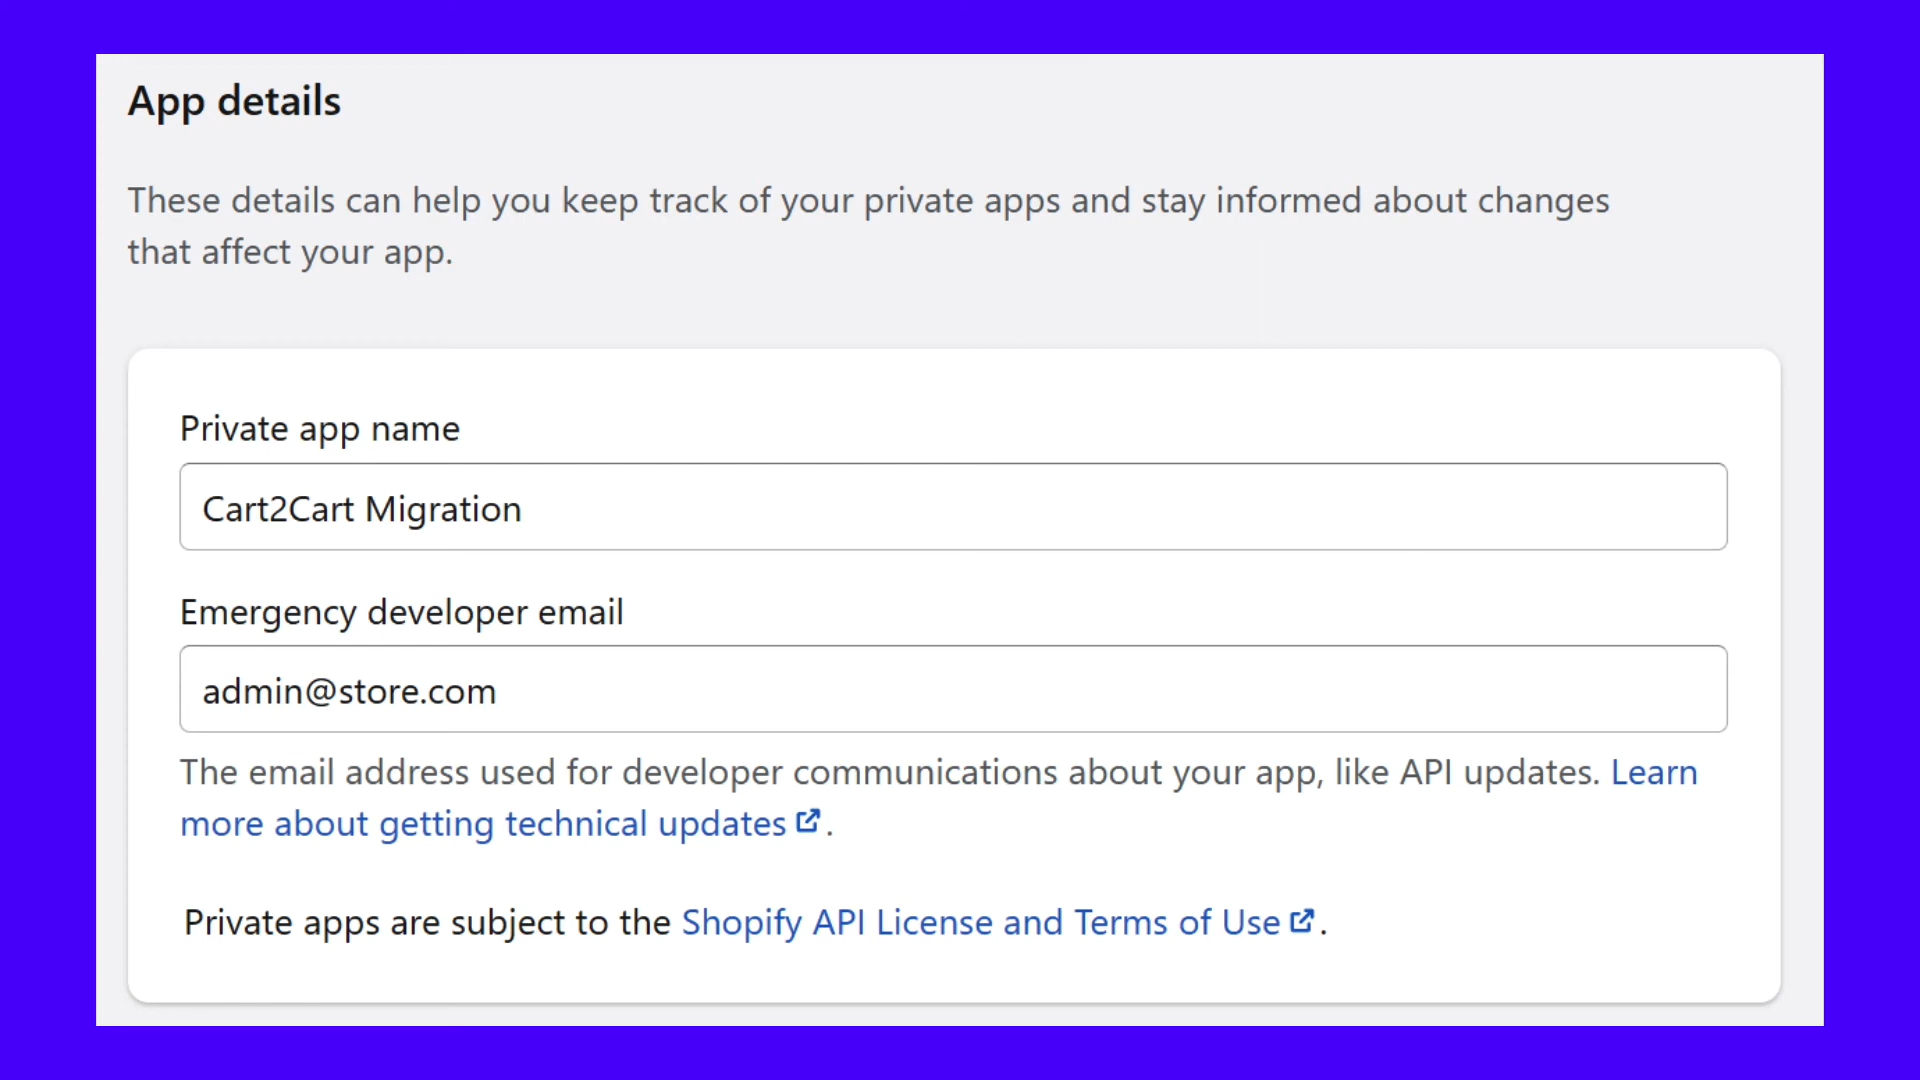 App details
These details can help you keep track of your private apps and stay informed about changes
that affect your app.
Private app name
Cart2Cart Migration
Emergency developer email
admin@store.com
The email address used for developer communications about your app, like API updates. Learn
more about getting technical updates.
Private apps are subject to the Shopify API License and Terms of Use.